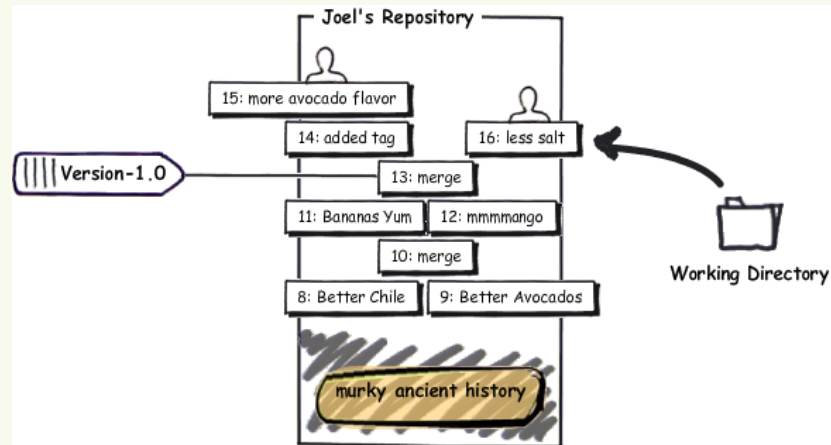 Joel's Repository
15: more avocado flavor
14: added tag
16: less salt
Version-1.0
13: merge
11: Bananas Yum
12: mmmmango
10: merge
Working Directory
8: Better Chile
9: Better Avocados
murky ancient history